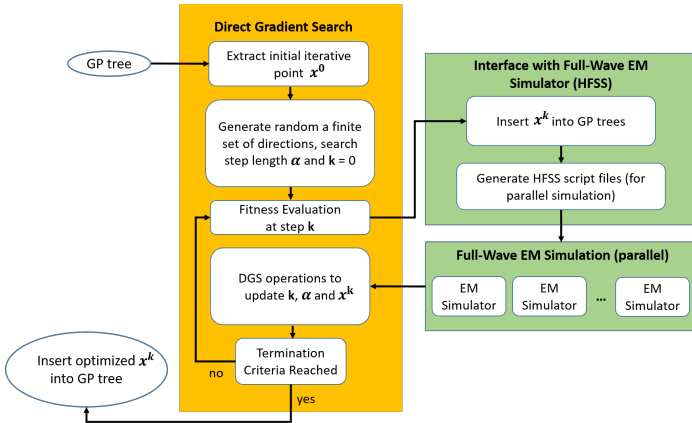 Direct Gradient Search
GP tree
Extract initial iterative
point x⁰
Generate random a finite
set of directions, search
step length α and k = 0
Fitness Evaluation
at step k
DGS operations to
update k, α and xᵏ
Termination
Criteria Reached
no
yes
Insert optimized xᵏ
into GP tree
Interface with Full-Wave EM
Simulator (HFSS)
Insert xᵏ into GP trees
Generate HFSS script files (for
parallel simulation)
Full-Wave EM Simulation (parallel)
EM
Simulator
EM
Simulator
...
EM
Simulator